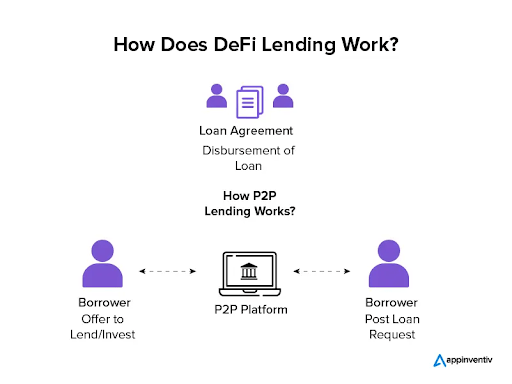 How Does DeFi Lending Work?
Loan Agreement
Disbursement of
Loan
How P2P
Lending Works?
Borrower
Offer to
Lend/Invest
P2P Platform
Borrower
Post Loan
Request
appinventiv